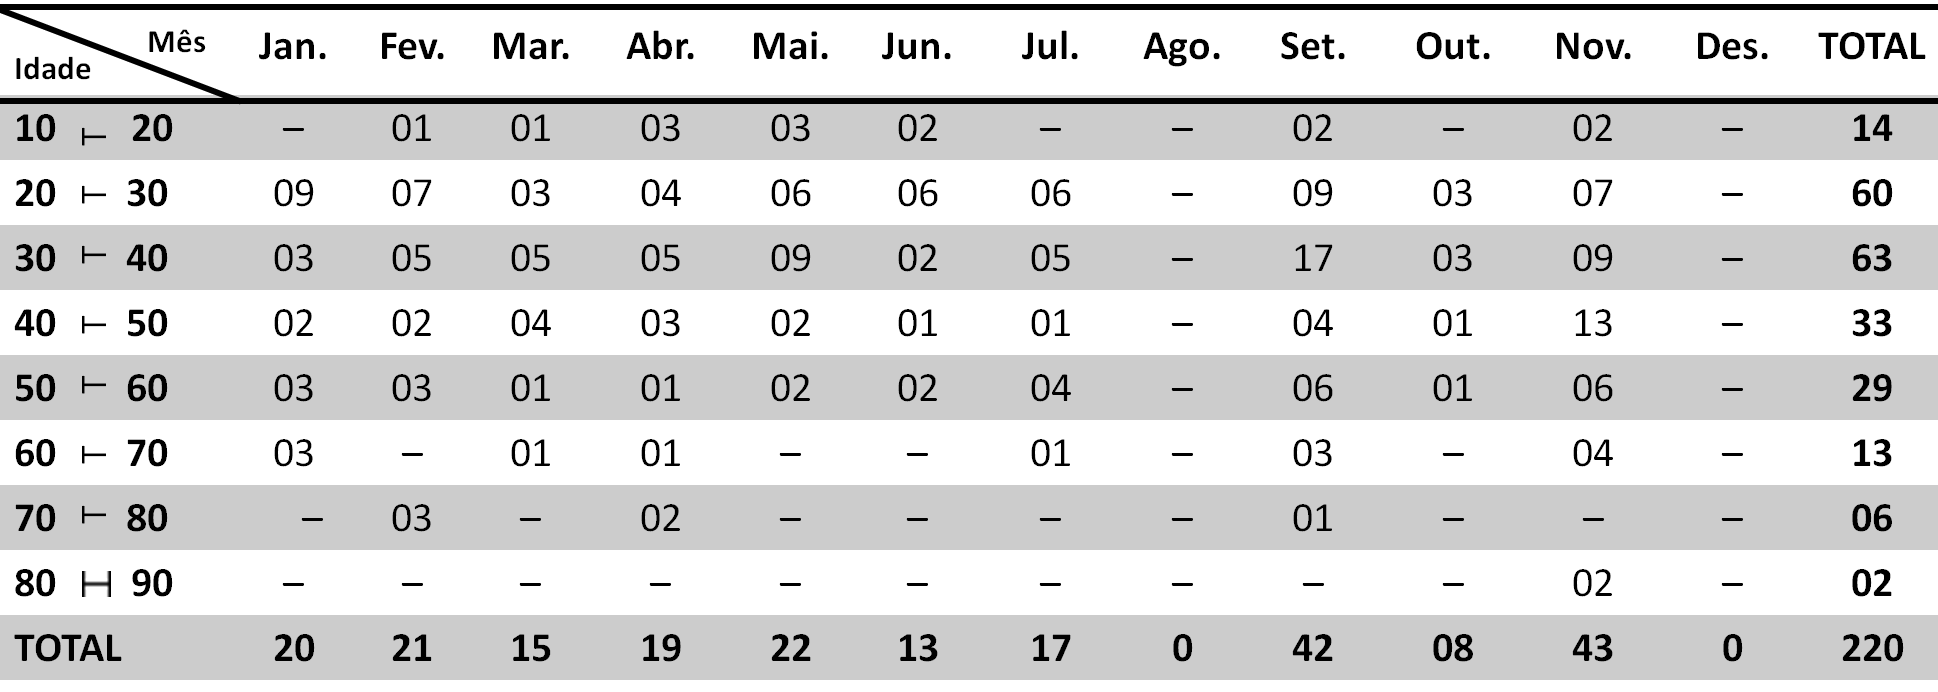 Mês Jan. Fev. Mar. Abr. Mai. Jun. Jul. Ago. Set. Out. Nov. Des. TOTAL
Idade
10 ⊢ 20 – 01 01 03 03 02 – – 02 – 02 – 14
20 ⊢ 30 09 07 03 04 06 06 06 – 09 03 07 – 60
30 ⊢ 40 03 05 05 05 09 02 05 – 17 03 09 – 63
40 ⊢ 50 02 02 04 03 02 01 01 – 04 01 13 – 33
50 ⊢ 60 03 03 01 01 02 02 04 – 06 01 06 – 29
60 ⊢ 70 03 – 01 01 – – 01 – 03 – 04 – 13
70 ⊢ 80 – 03 – 02 – – – – 01 – – – 06
80 H 90 – – – – – – – – – – 02 – 02
TOTAL 20 21 15 19 22 13 17 0 42 08 43 0 220